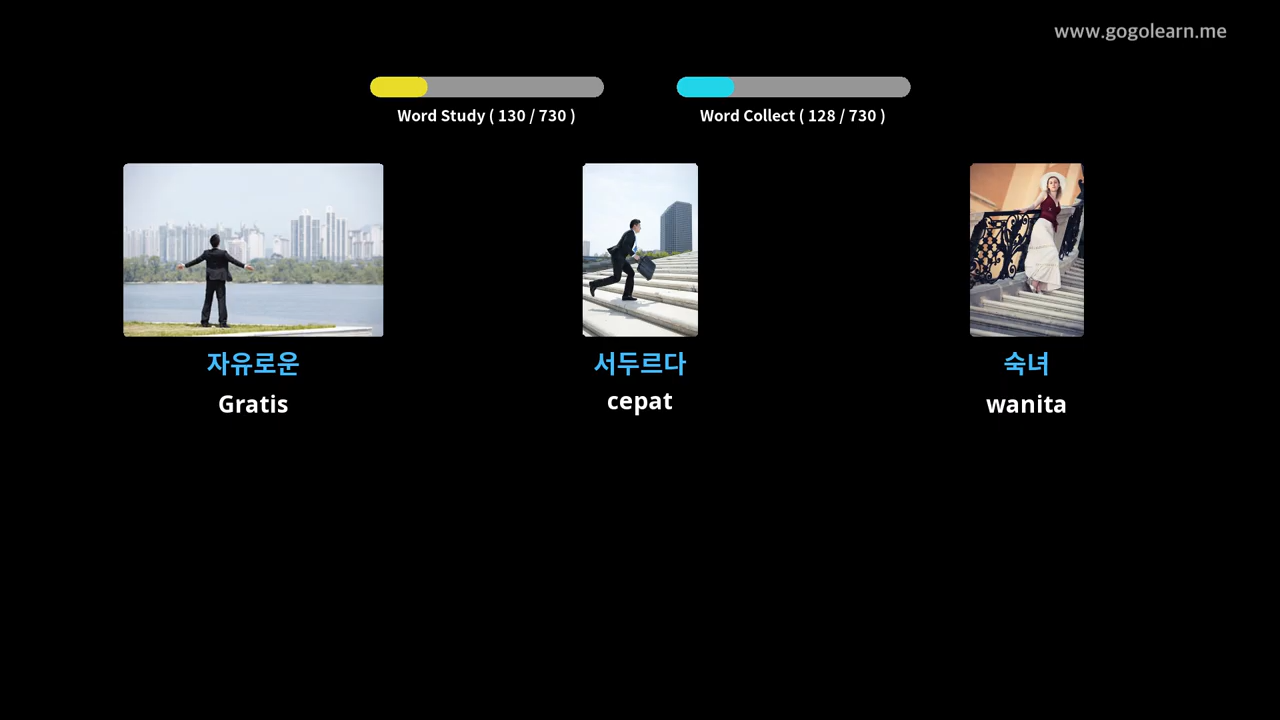 www.gogolearn.me
Word Study ( 130 / 730 )
Word Collect ( 128 / 730 )
자유로운
서두르다
숙녀
Gratis
cepat
wanita